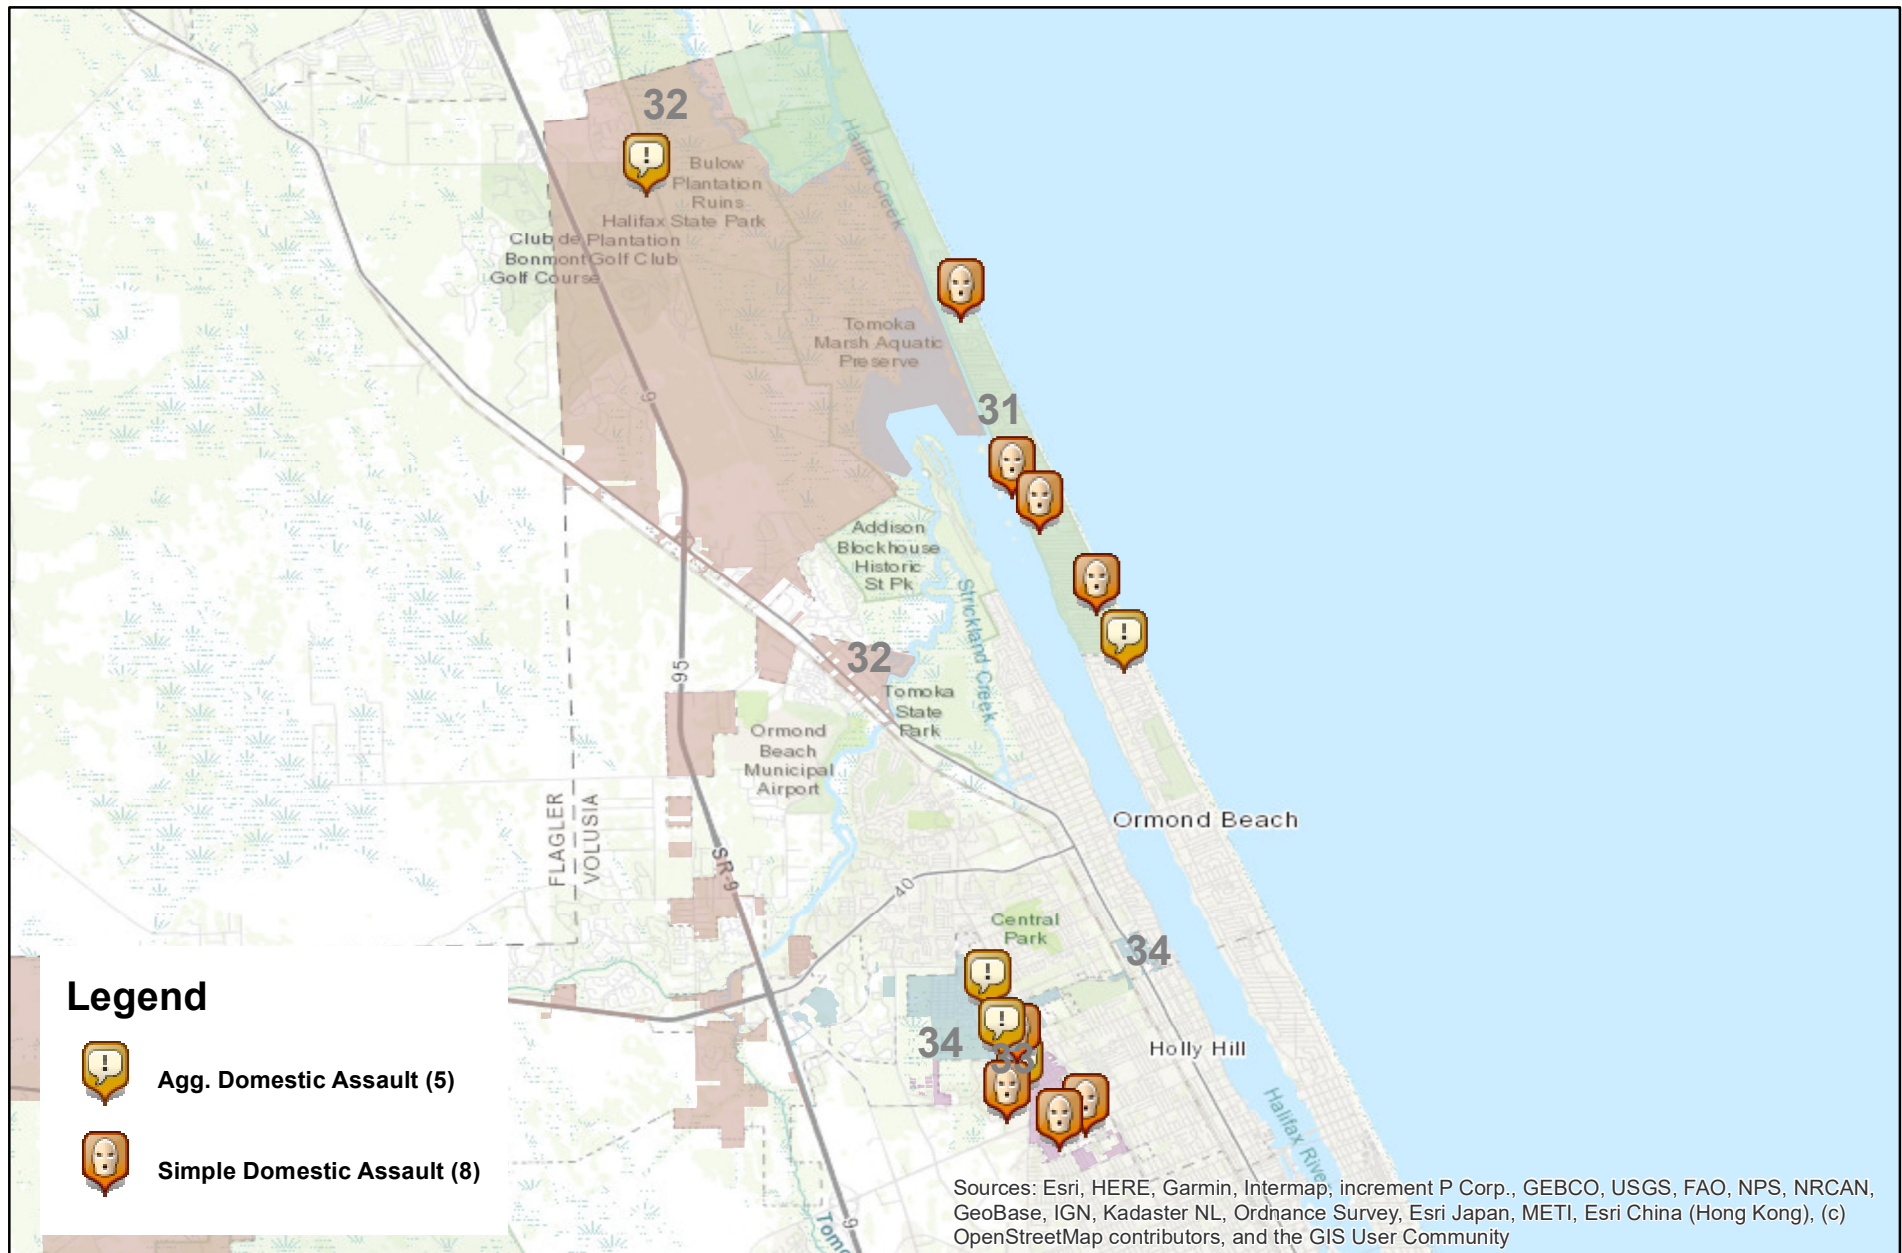 32
Bulow
Plantation
Ruins
Halifax State Park
Club de Plantation
Bonmont Golf Club
Golf Course
Halifax Creek
Tomoka
Marsh Aquatic
Preserve
9
31
Addison
Blockhouse
Historic
St Pk
Strickland Creek
32
95
Tomoka
State
Park
Ormond
Beach
Municipal
Airport
FLAGLER
VOLUSIA
Ormond Beach
SR-9
40
Central
Park
34
34
33
Holly Hill
Halifax River
9
Legend
Agg. Domestic Assault (5)
Simple Domestic Assault (8)
Sources: Esri, HERE, Garmin, Intermap, increment P Corp., GEBCO, USGS, FAO, NPS, NRCAN,
GeoBase, IGN, Kadaster NL, Ordnance Survey, Esri Japan, METI, Esri China (Hong Kong), (c)
OpenStreetMap contributors, and the GIS User Community